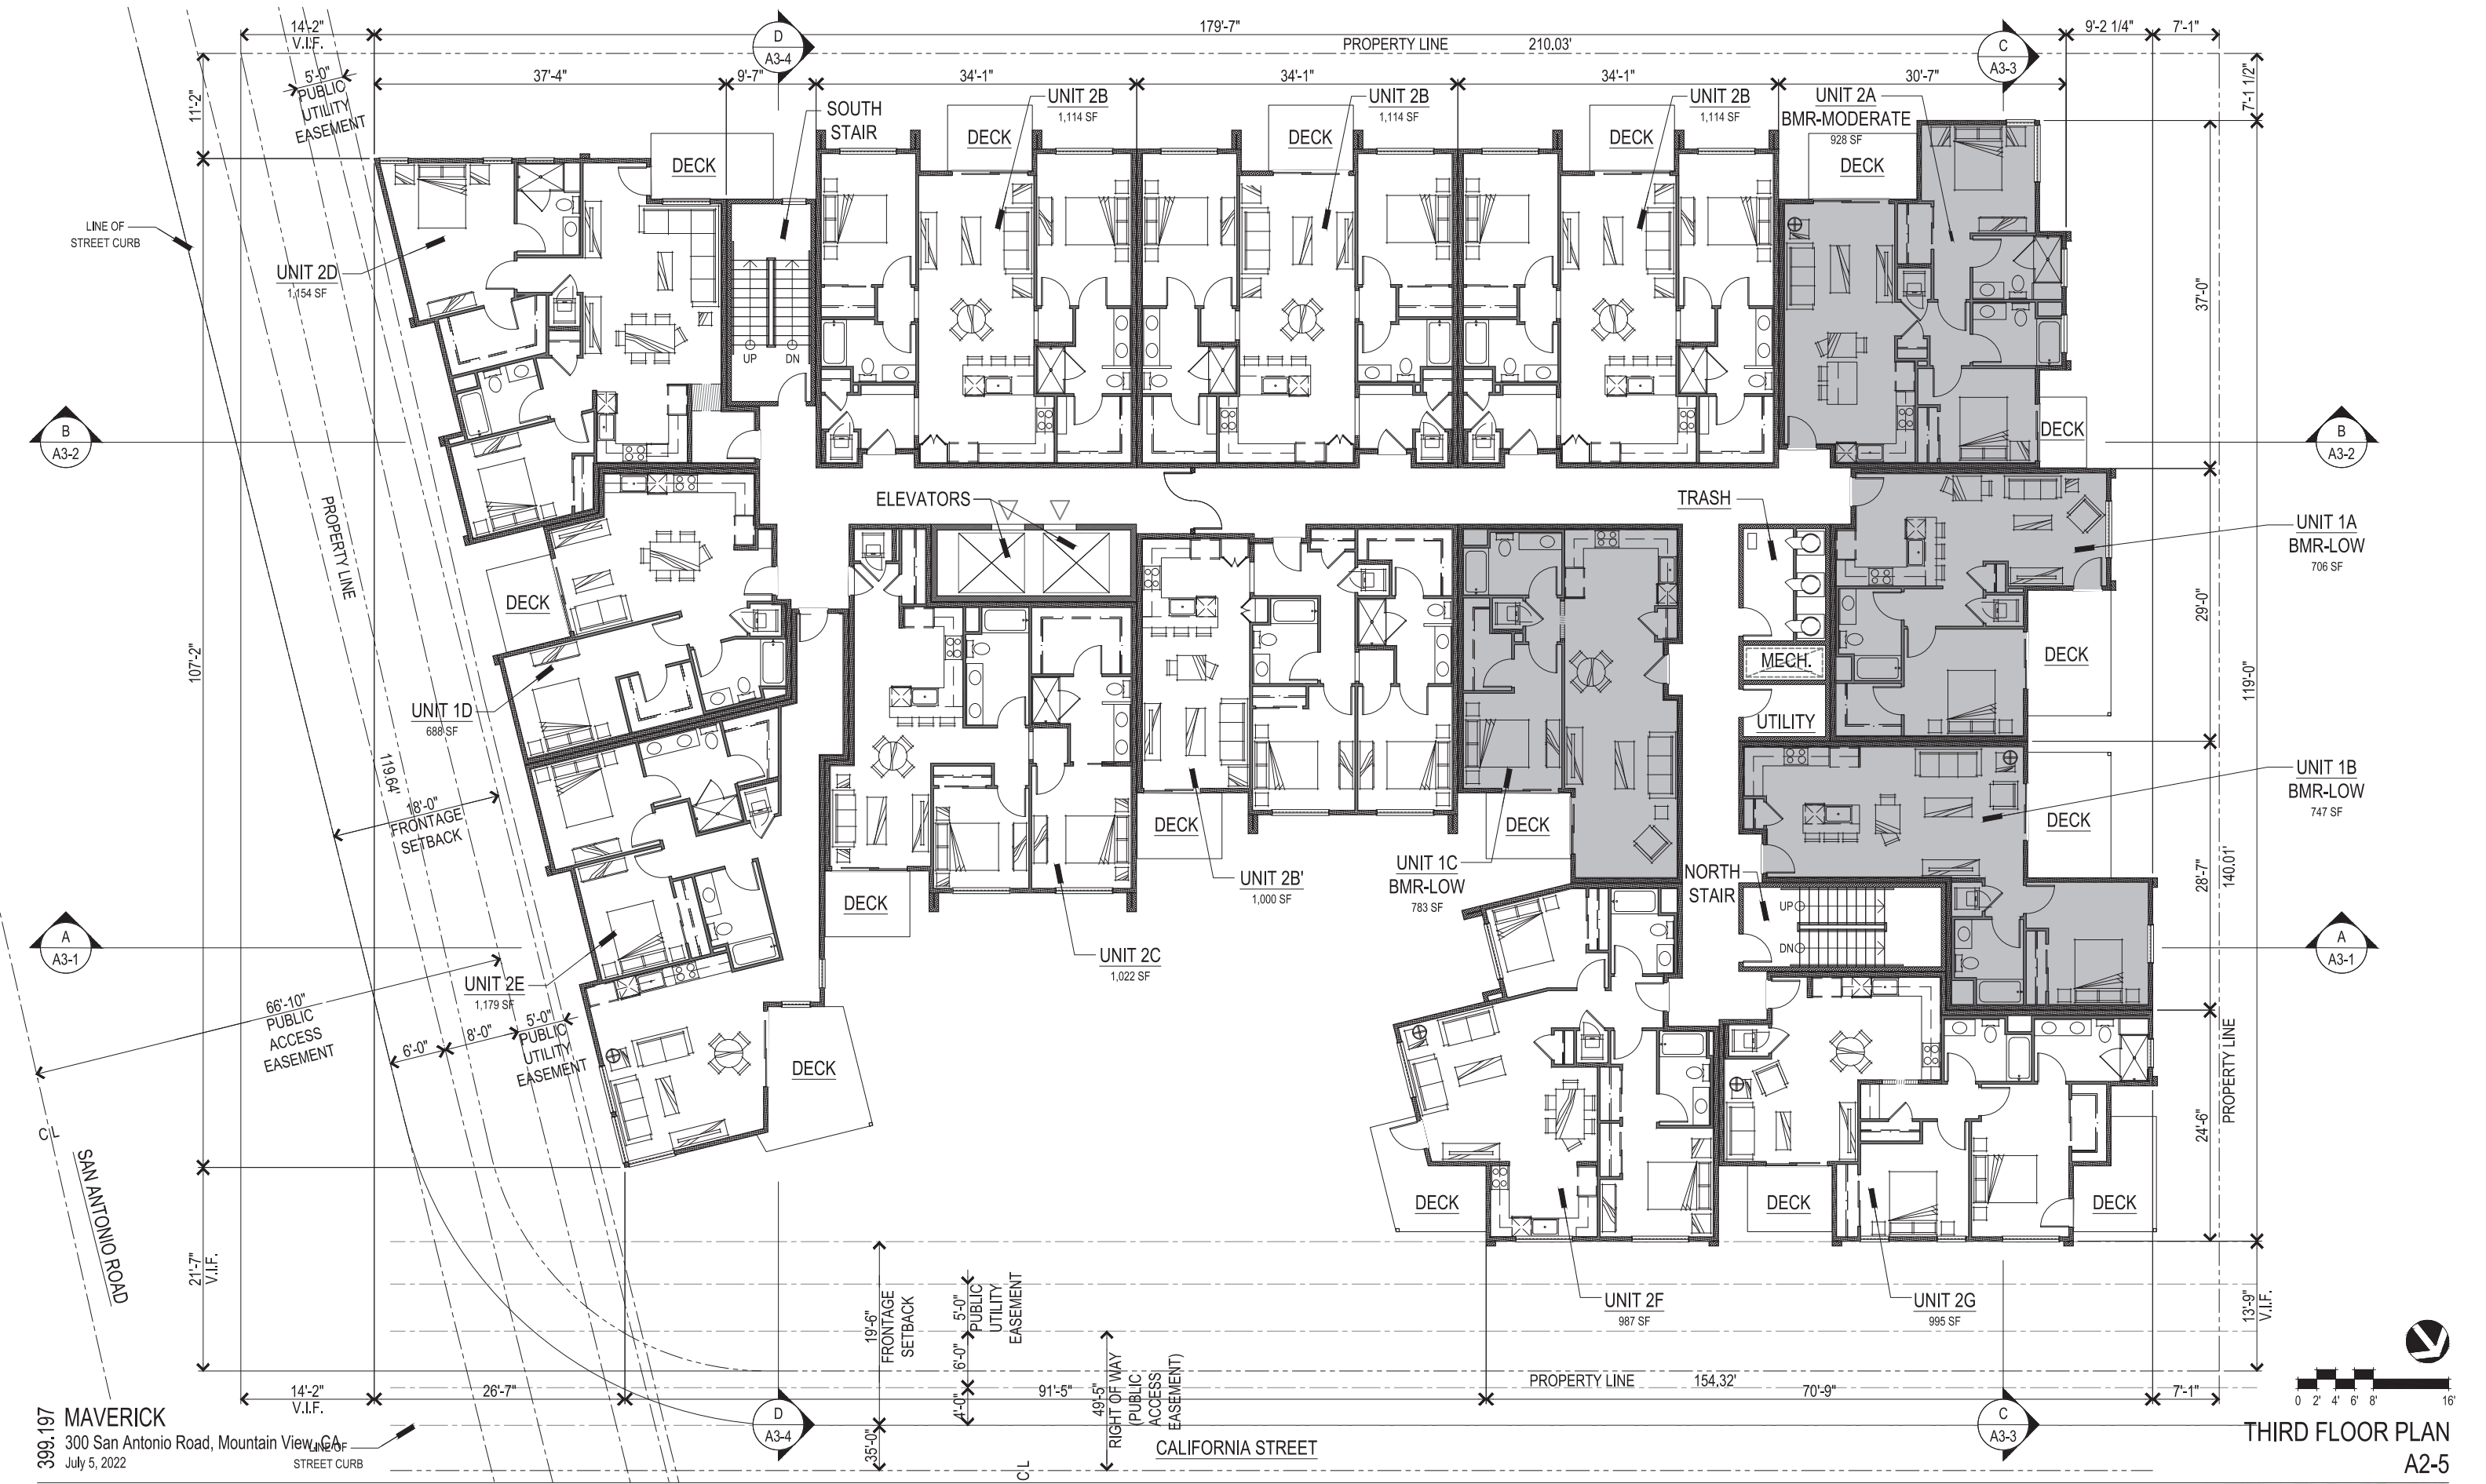 14'-2"
V.I.F.
179'-7"
9'-2 1/4"
7'-1"
D
A3-4
PROPERTY LINE 210.03'
C
A3-3
5'-0"
PUBLIC
UTILITY
EASEMENT
37'-4"
9'-7"
34'-1"
34'-1"
34'-1"
30'-7"
11'-2"
7'-1 1/2"
SOUTH
STAIR
UNIT 2B
1,114 SF
UNIT 2B
1,114 SF
UNIT 2B
1,114 SF
UNIT 2A
BMR-MODERATE
928 SF
DECK
DECK
DECK
DECK
DECK
LINE OF
STREET CURB
UNIT 2D
1,154 SF
UP
DN
37'-0"
B
A3-2
DECK
B
A3-2
PROPERTY LINE
ELEVATORS
TRASH
UNIT 1A
BMR-LOW
706 SF
DECK
107'-2"
29'-0"
119'-0"
MECH.
DECK
UNIT 1D
688 SF
UTILITY
119.64'
18'-0"
FRONTAGE
SETBACK
UNIT 1B
BMR-LOW
747 SF
DECK
DECK
DECK
UNIT 1C
BMR-LOW
783 SF
UNIT 2B'
1,000 SF
NORTH
STAIR
28'-7"
140.01'
DECK
UP
DN
A
A3-1
A
A3-1
UNIT 2C
1,022 SF
UNIT 2E
1,179 SF
66'-10"
PUBLIC
ACCESS
EASEMENT
6'-0"
8'-0"
5'-0"
PUBLIC
UTILITY
EASEMENT
DECK
PROPERTY LINE
24'-6"
C L
SAN ANTONIO ROAD
DECK
DECK
DECK
21'-7"
V.I.F.
19'-6"
FRONTAGE
SETBACK
5'-0"
PUBLIC
UTILITY
EASEMENT
UNIT 2F
987 SF
UNIT 2G
995 SF
13'-9"
V.I.F.
6'-0"
4'-0"
49'-5"
RIGHT OF WAY
(PUBLIC
ACCESS
EASEMENT)
35'-0"
PROPERTY LINE 154.32'
14'-2"
V.I.F.
26'-7"
91'-5"
70'-9"
7'-1"
0 2' 4' 6' 8' 16'
D
A3-4
C
A3-3
C L
CALIFORNIA STREET
399.197
MAVERICK
300 San Antonio Road, Mountain View, CA
July 5, 2022
LINE OF
STREET CURB
THIRD FLOOR PLAN
A2-5